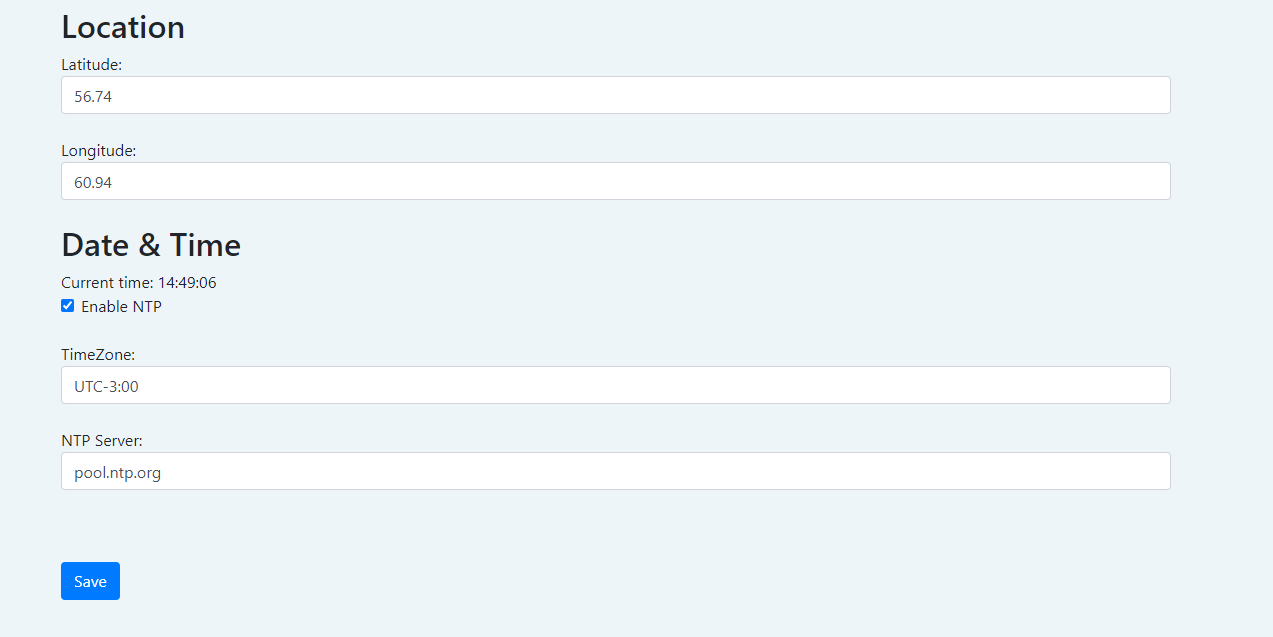 Location
Latitude:
56.74
Longitude:
60.94
Date & Time
Current time: 14:49:06
Enable NTP
TimeZone:
UTC-3:00
NTP Server:
pool.ntp.org
Save